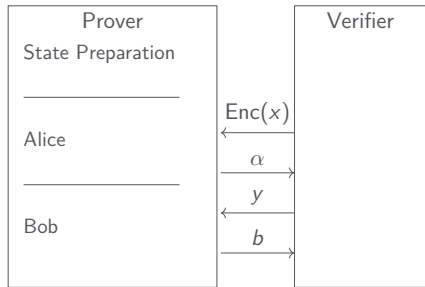 Prover
Verifier
State Preparation
Enc(x)
Alice
α
y
Bob
b